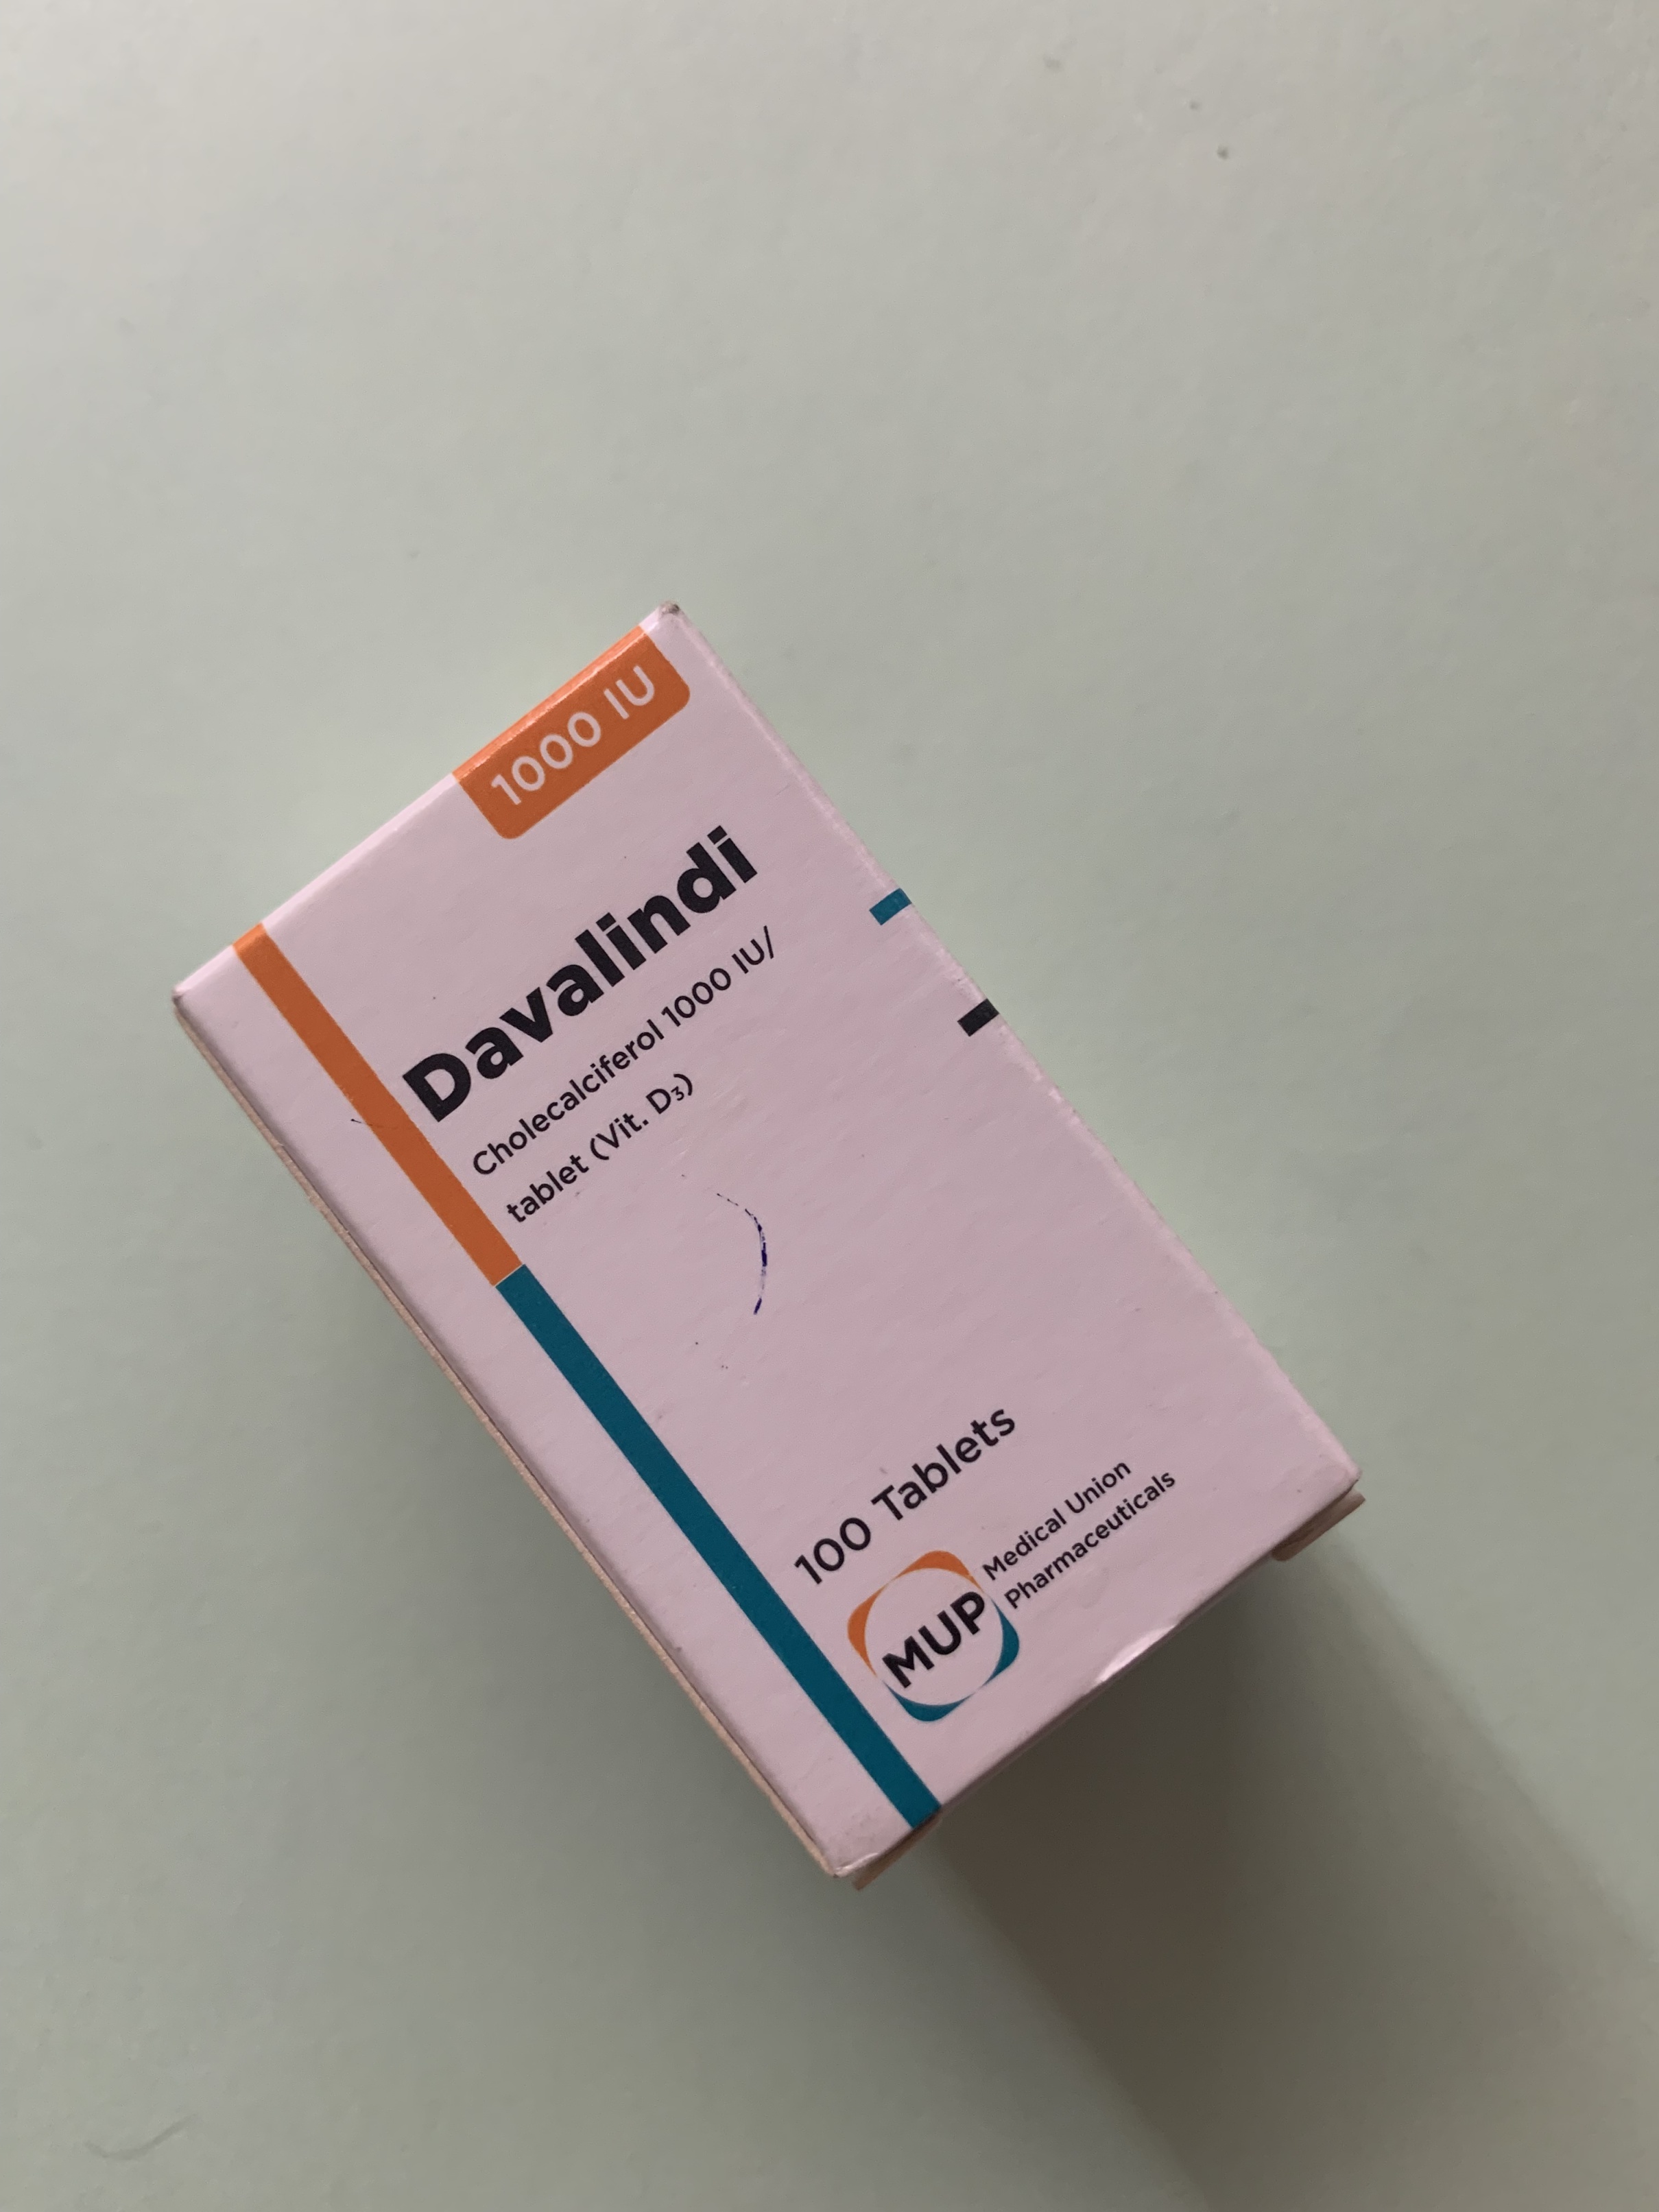 1000 IU
Davalindi
Cholecalciferol 1000 IU/
tablet (Vit. D₃)
100 Tablets
MUP
Medical Union
Pharmaceuticals